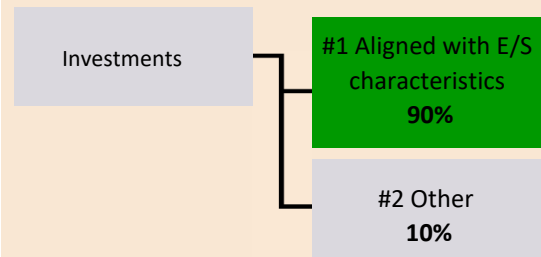 Investments
#1 Aligned with E/S
characteristics
90%
#2 Other
10%